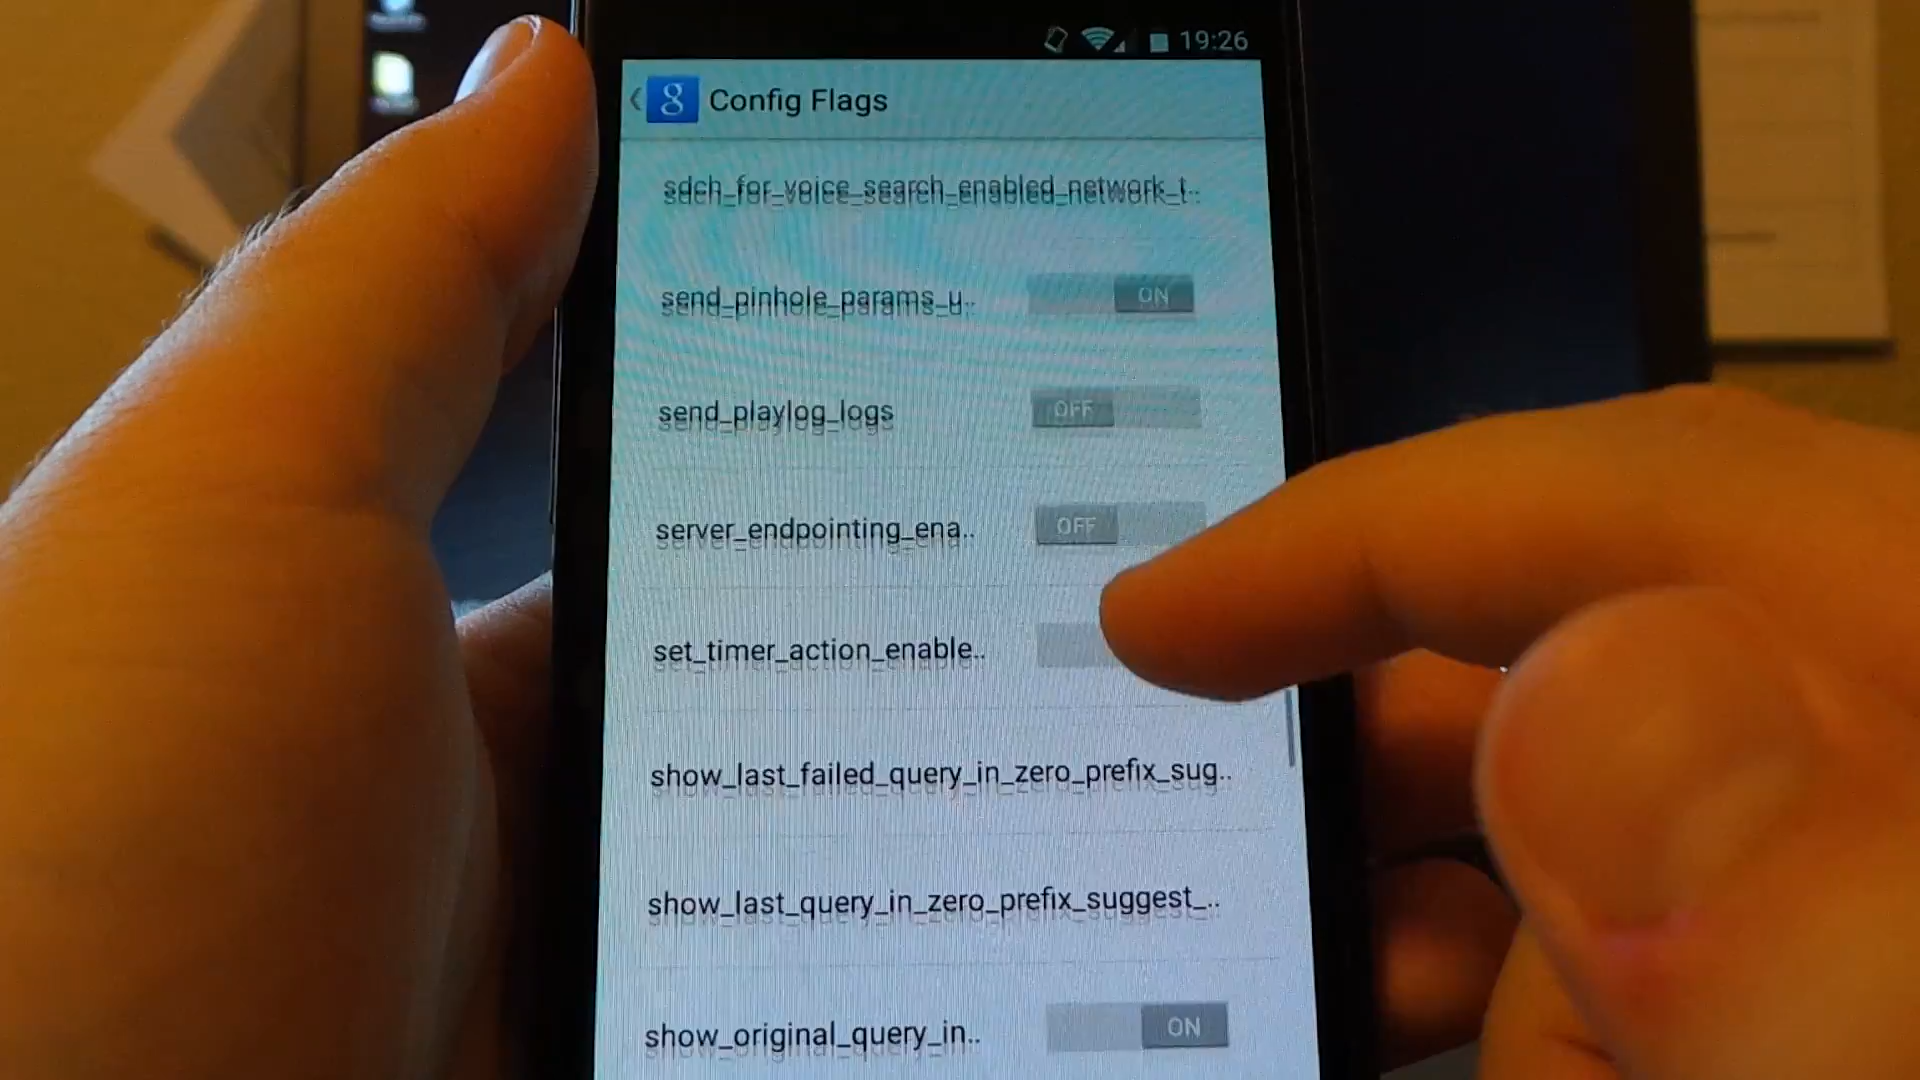 19:26
g Config Flags
sdch_for_voice_search_enabled_network_t..
send_pinhole_params_u.. ON
send_playlog_logs OFF
server_endpointing_ena.. OFF
set_timer_action_enable..
show_last_failed_query_in_zero_prefix_sug..
show_last_query_in_zero_prefix_suggest_..
show_original_query_in.. ON